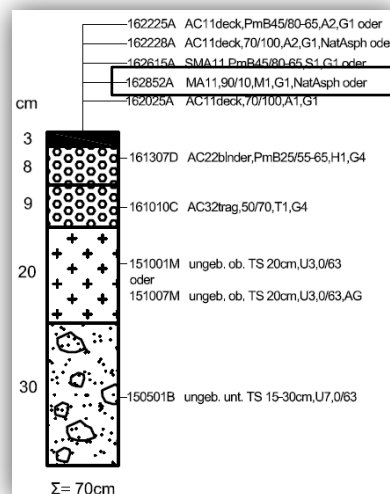 162225A AC11deck,PmB45/80-65,A2,G1 oder
162228A AC11deck,70/100,A2,G1,NatAsph oder
162615A SMA11,PmB45/80-65,S1,G1 oder
162852A MA11,90/10,M1,G1,NatAsph oder
162025A AC11deck,70/100,A1,G1
cm
3
8
161307D AC22binder,PmB25/55-65,H1,G4
9
161010C AC32trag,50/70,T1,G4
20
151001M ungeb. ob. TS 20cm,U3,0/63
oder
151007M ungeb. ob. TS 20cm,U3,0/63,AG
30
150501B ungeb. unt. TS 15-30cm,U7,0/63
Σ= 70cm